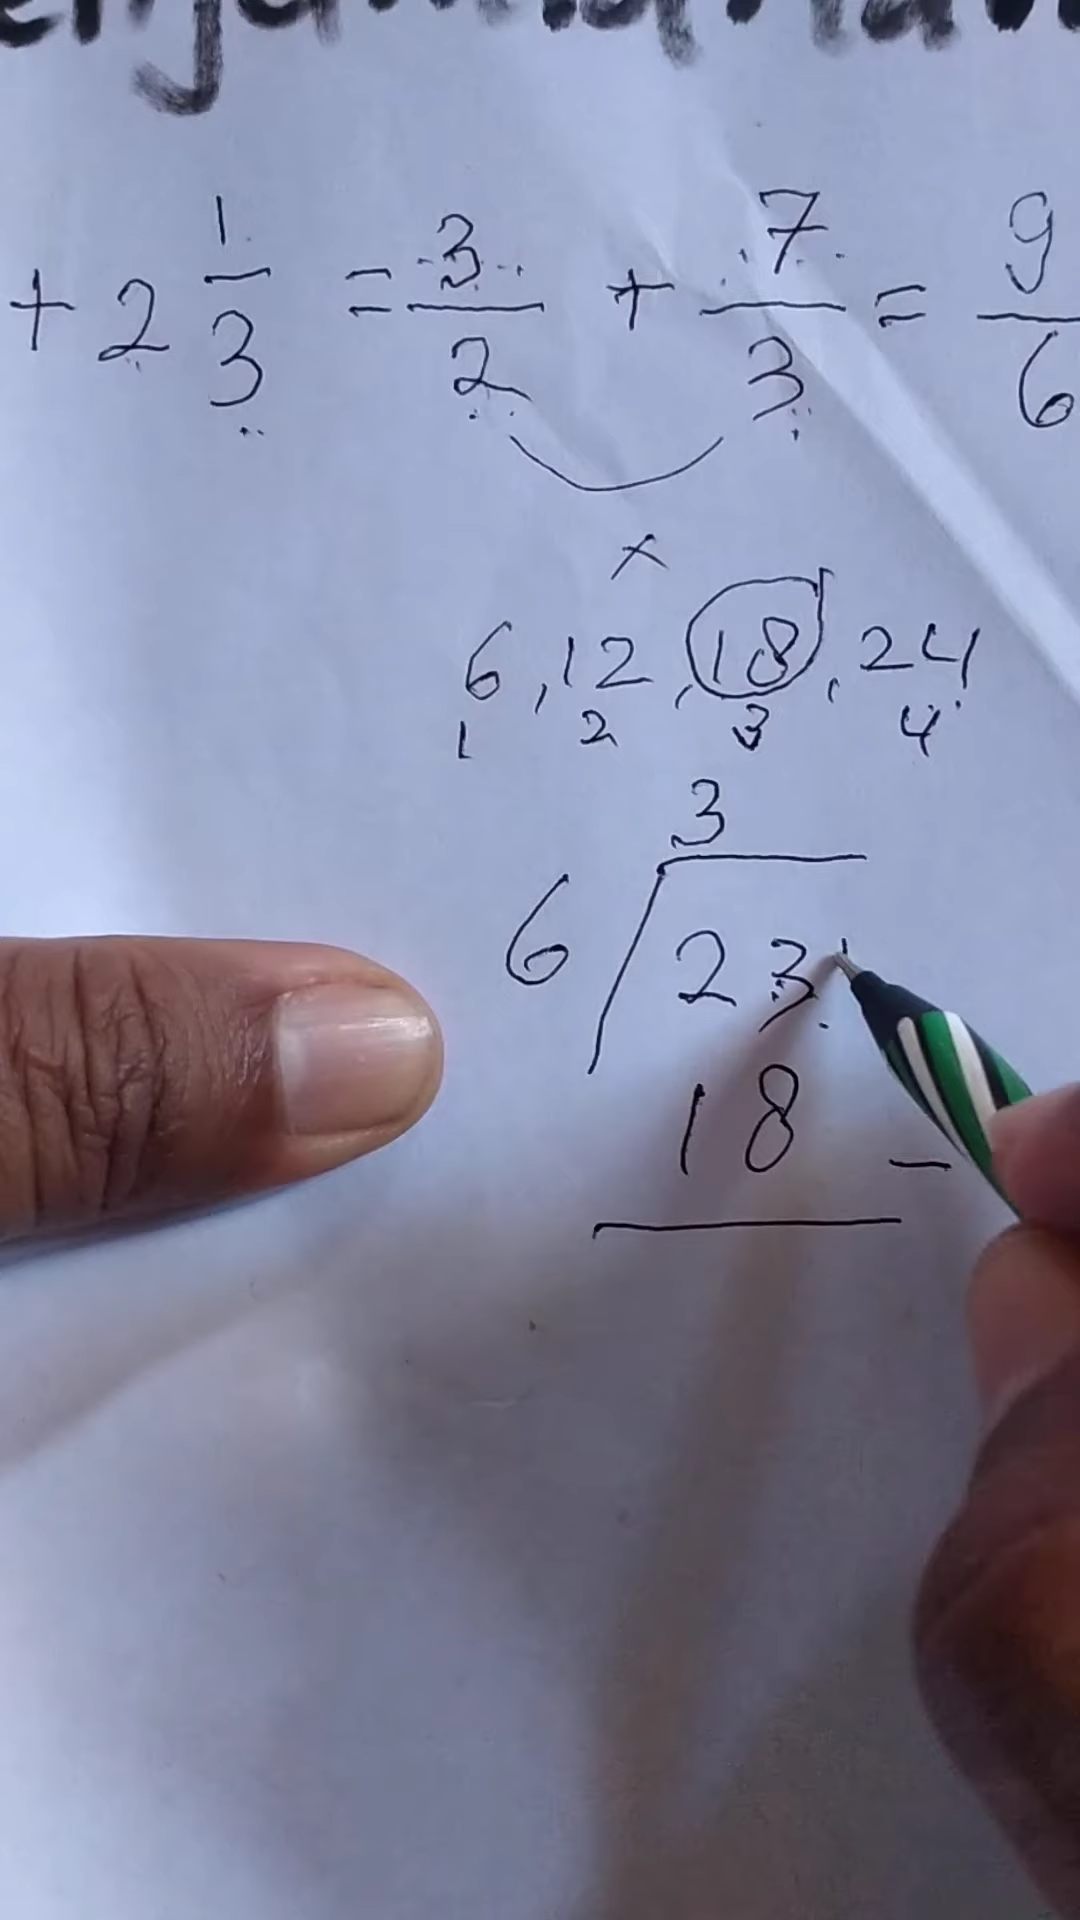 + 2 1/3 = 3/2 + 7/3 = 9/6
×
6, 12, 18, 24
1 2 3 4
3
6 / 23
18 –